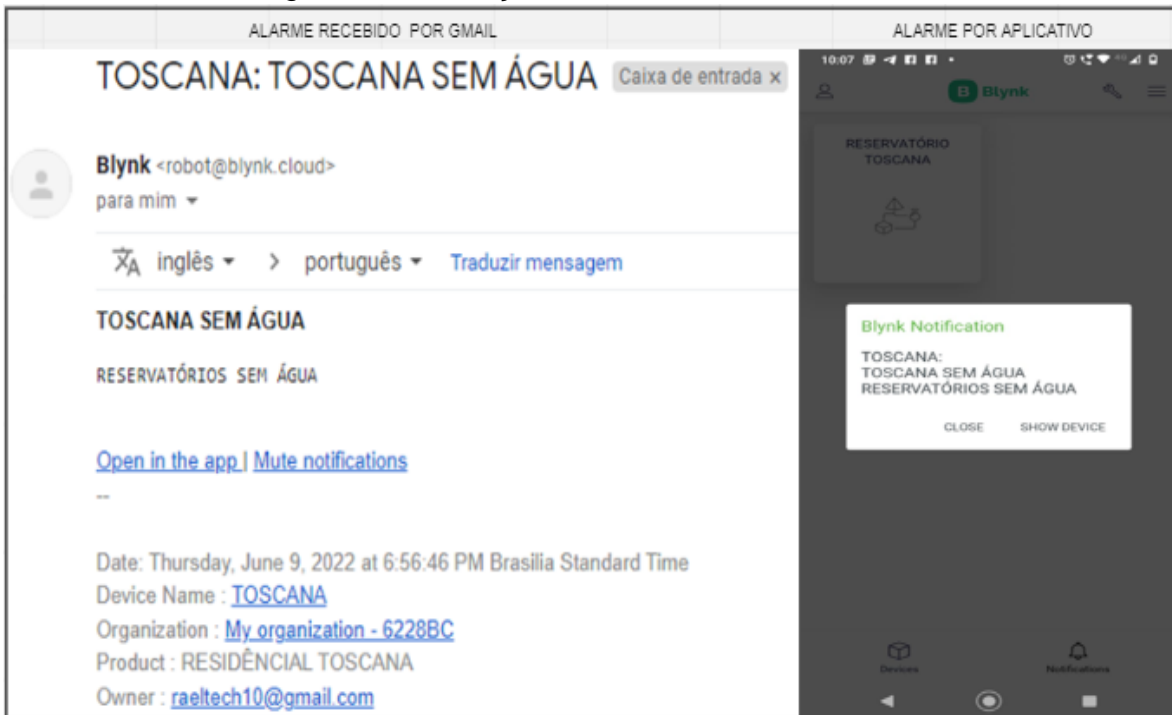 ALARME RECEBIDO POR GMAIL
ALARME POR APLICATIVO
TOSCANA: TOSCANA SEM ÁGUA Caixa de entrada x
Blynk <robot@blynk.cloud>
para mim
inglês > português Traduzir mensagem
TOSCANA SEM ÁGUA
RESERVATÓRIOS SEM ÁGUA
Open in the app | Mute notifications
--
Date: Thursday, June 9, 2022 at 6:56:46 PM Brasilia Standard Time
Device Name : TOSCANA
Organization : My organization - 6228BC
Product : RESIDÊNCIAL TOSCANA
Owner : raeltech10@gmail.com
10:07
B Blynk
RESERVATÓRIO
TOSCANA
Blynk Notification
TOSCANA:
TOSCANA SEM ÁGUA
RESERVATÓRIOS SEM ÁGUA
CLOSE SHOW DEVICE
Devices Notifications